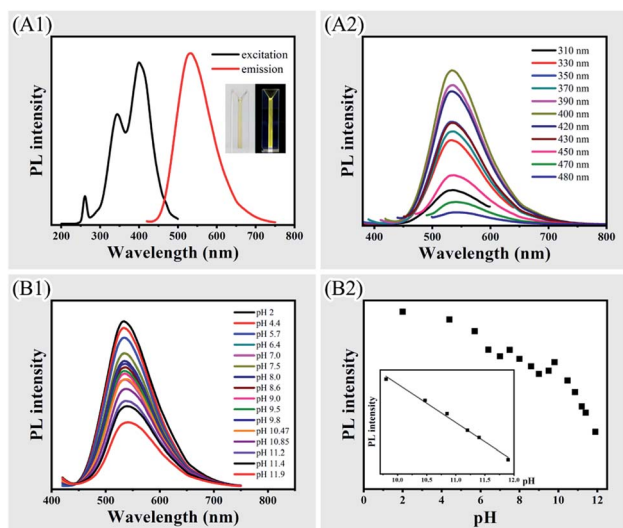 (A1)
excitation
emission
PL intensity
200 300 400 500 600 700 800
Wavelength (nm)
(A2)
310 nm
330 nm
350 nm
370 nm
390 nm
400 nm
420 nm
430 nm
450 nm
470 nm
480 nm
PL intensity
400 500 600 700 800
Wavelength (nm)
(B1)
pH 2
pH 4.4
pH 5.7
pH 6.4
pH 7.0
pH 7.5
pH 8.0
pH 8.6
pH 9.0
pH 9.5
pH 9.8
pH 10.47
pH 10.85
pH 11.2
pH 11.4
pH 11.9
PL intensity
400 500 600 700 800
Wavelength (nm)
(B2)
PL intensity
PL intensity
10.0 10.5 11.0 11.5 12.0
pH
0 2 4 6 8 10 12
pH